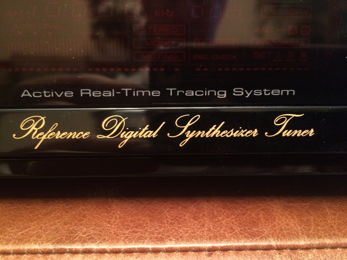 Active Real-Time Tracing System
Reference Digital Synthesizer Tuner